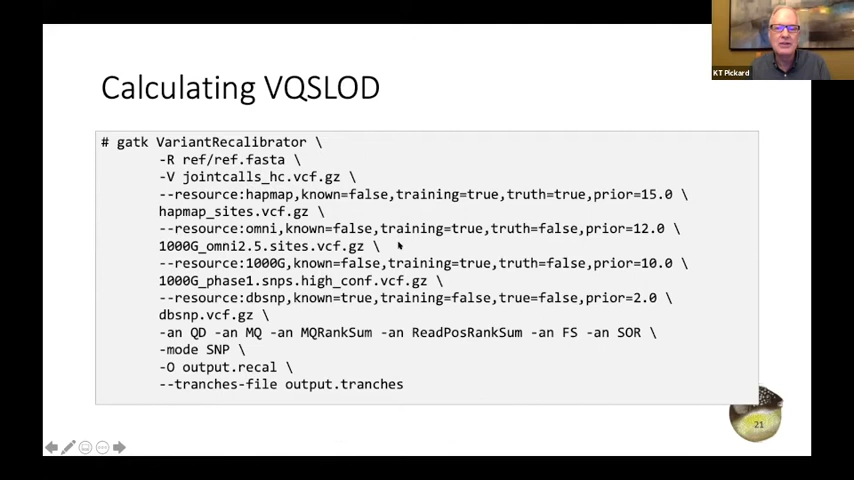 KT Pickard
Calculating VQSLOD
# gatk VariantRecalibrator \
-R ref/ref.fasta \
-V jointcalls_hc.vcf.gz \
--resource:hapmap,known=false,training=true,truth=true,prior=15.0 \
hapmap_sites.vcf.gz \
--resource:omni,known=false,training=true,truth=false,prior=12.0 \
1000G_omni2.5.sites.vcf.gz \
--resource:1000G,known=false,training=true,truth=false,prior=10.0 \
1000G_phase1.snps.high_conf.vcf.gz \
--resource:dbsnp,known=true,training=false,true=false,prior=2.0 \
dbsnp.vcf.gz \
-an QD -an MQ -an MQRankSum -an ReadPosRankSum -an FS -an SOR \
-mode SNP \
-O output.recal \
--tranches-file output.tranches
21